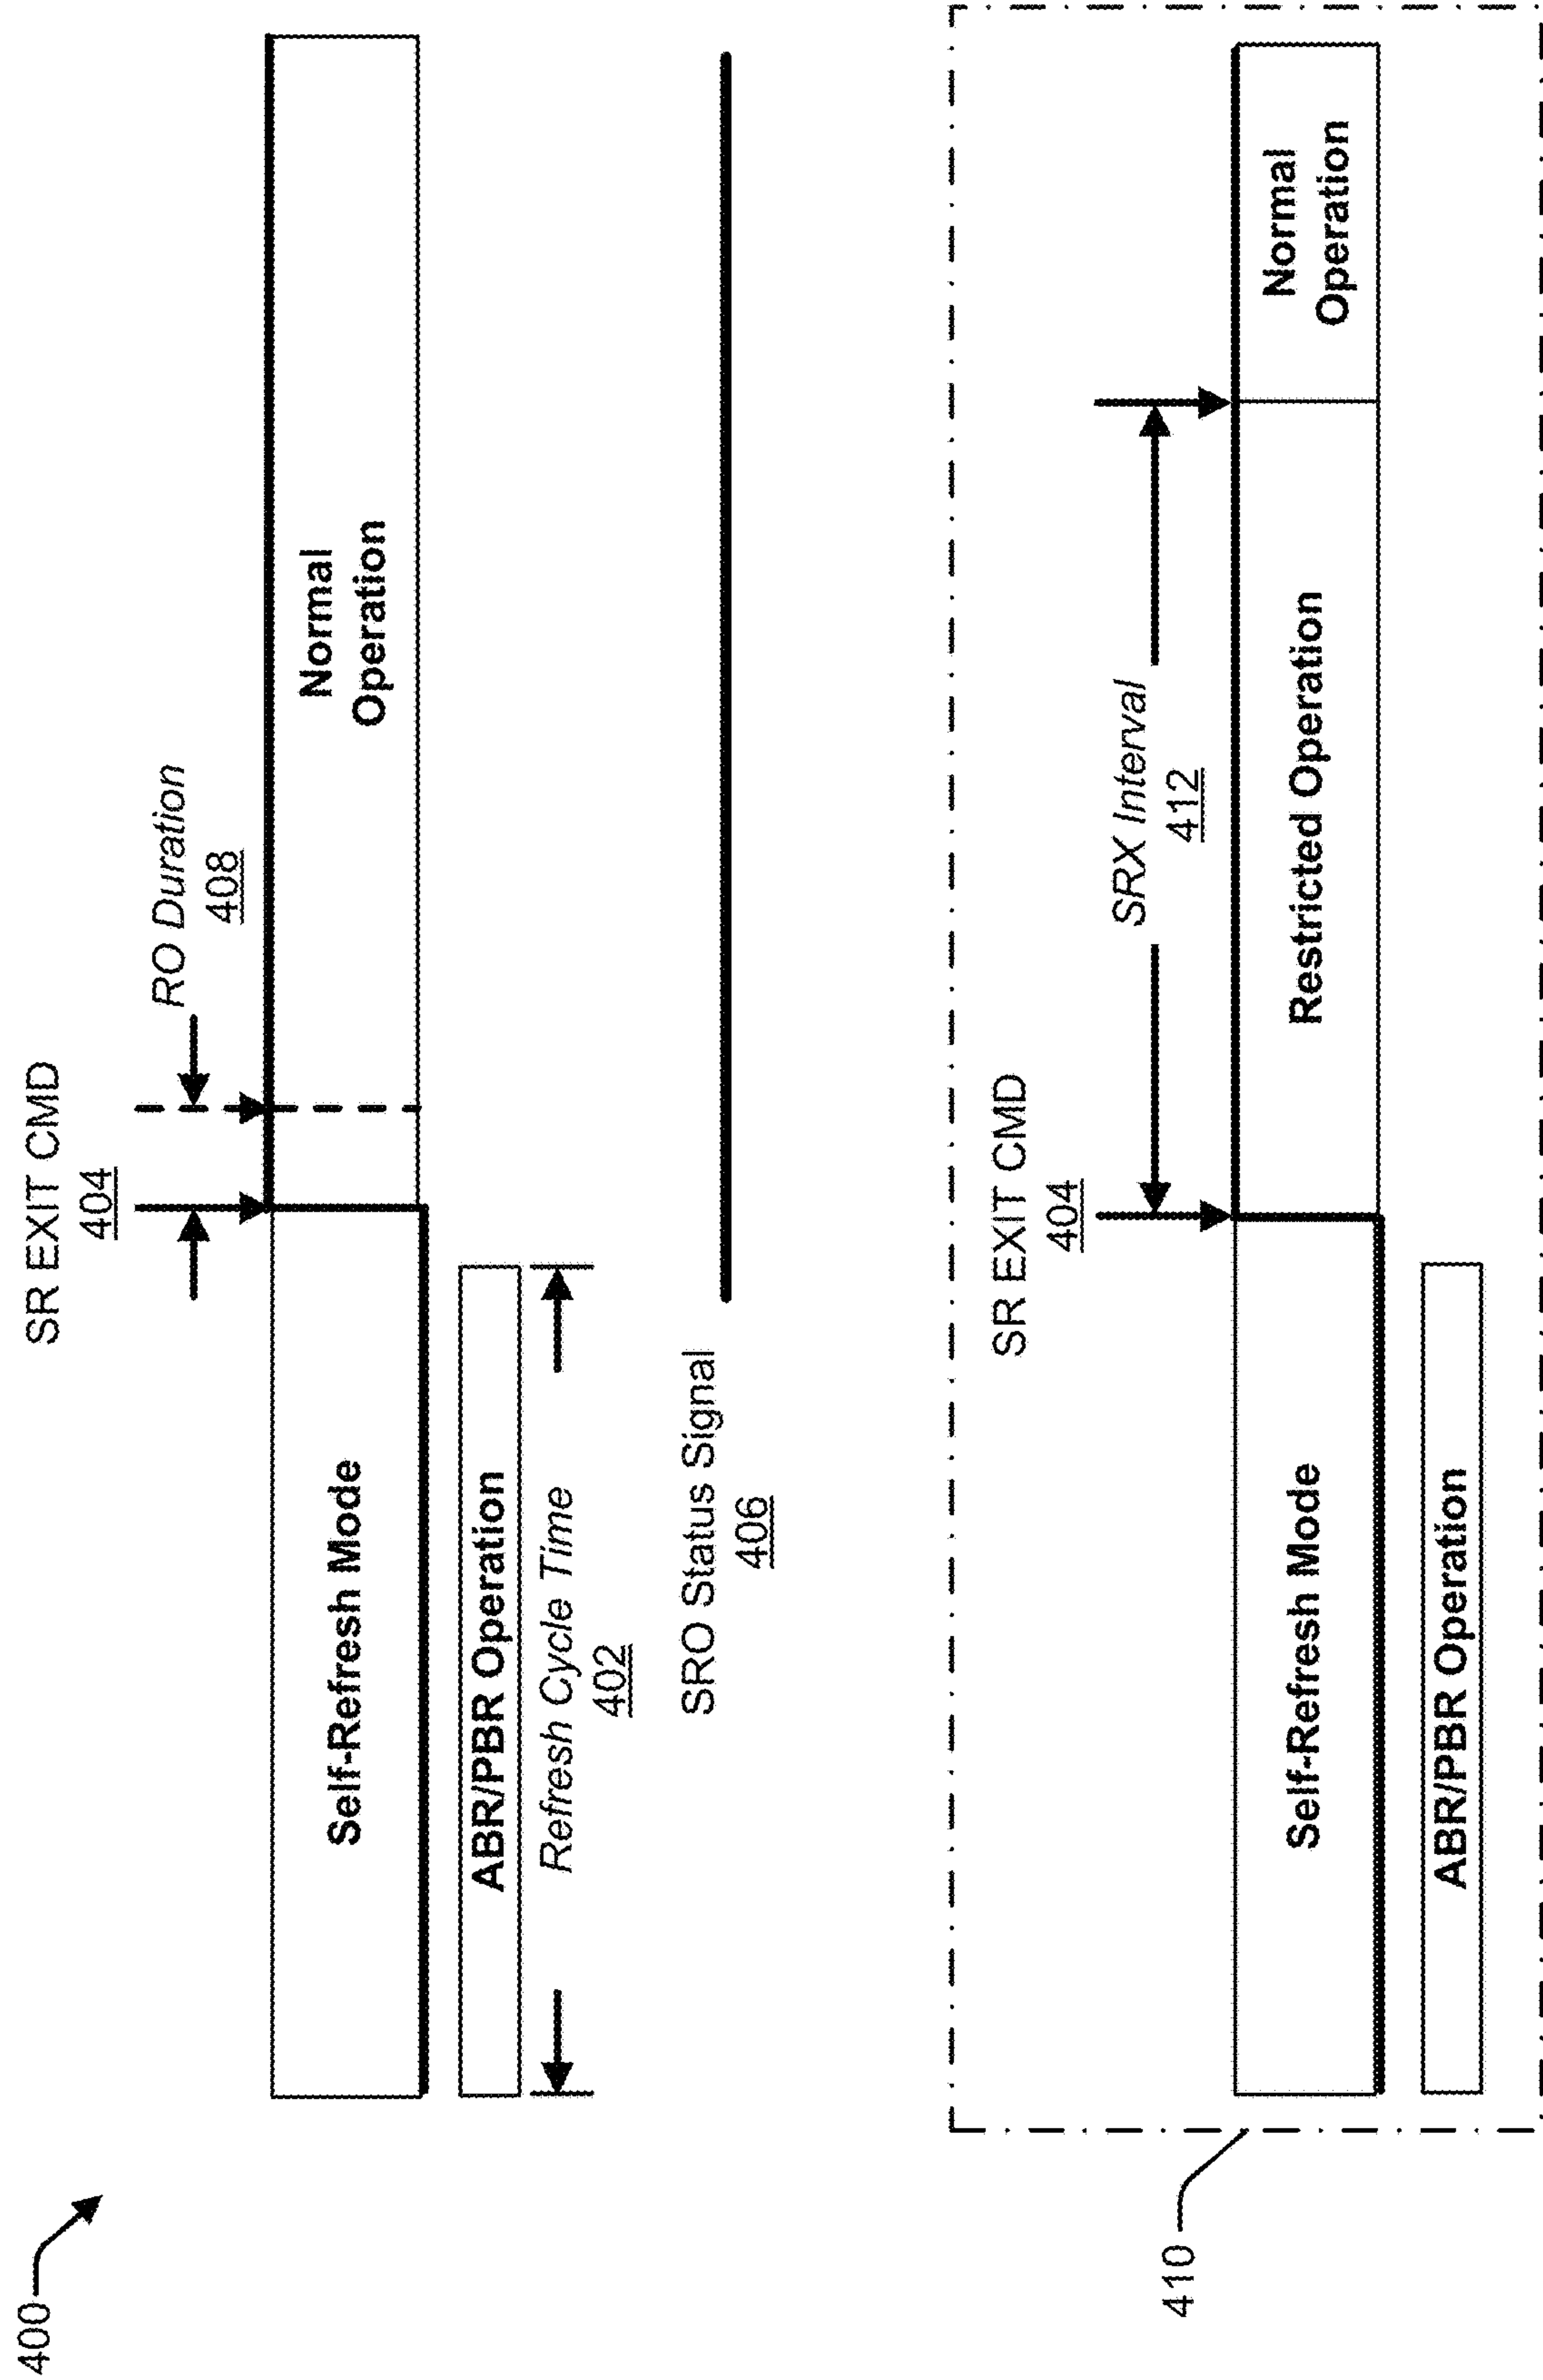 400
SR EXIT CMD
404
RO Duration
408
Self-Refresh Mode
Normal
Operation
ABR/PBR Operation
Refresh Cycle Time
402
SRO Status Signal
406
410
SR EXIT CMD
404
SRX Interval
412
Self-Refresh Mode
Restricted Operation
Normal
Operation
ABR/PBR Operation